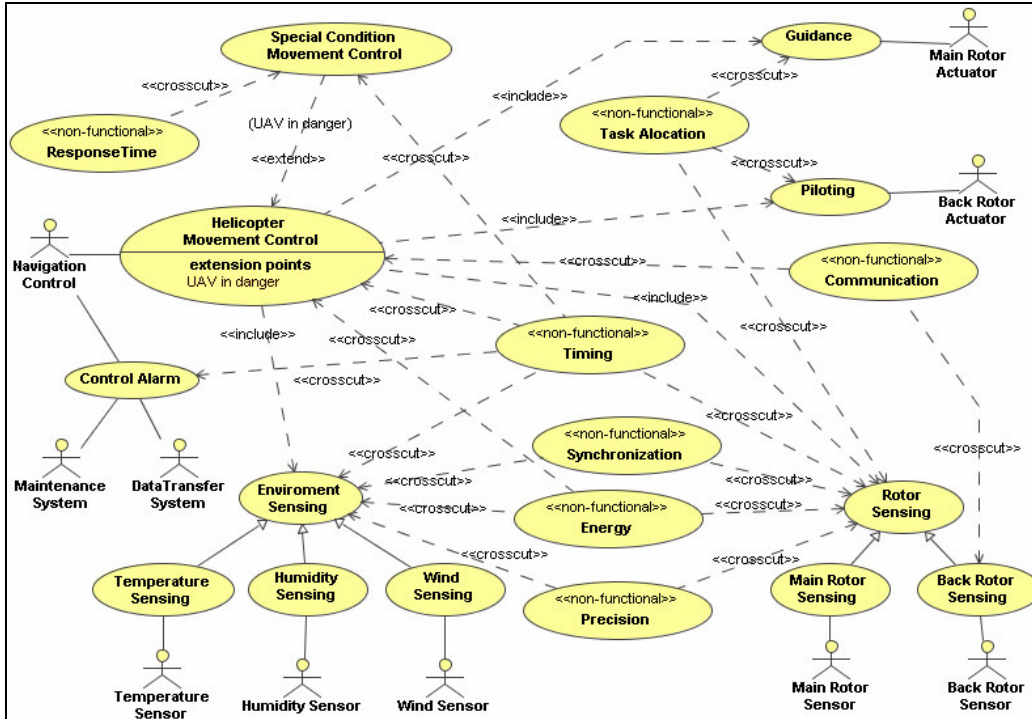 Special Condition
Movement Control
Guidance
Main Rotor
Actuator
<<crosscut>>
<<crosscut>>
<<include>>
<<non-functional>>
ResponseTime
(UAV in danger)
<<non-functional>>
Task Alocation
<<extend>>
<<crosscut>>
<<crosscut>>
Piloting
Back Rotor
Actuator
Helicopter
Movement Control
<<include>>
extension points
UAV in danger
Navigation
Control
<<crosscut>>
<<non-functional>>
Communication
<<include>>
<<crosscut>>
<<include>>
<<crosscut>>
<<crosscut>>
<<non-functional>>
Timing
Control Alarm
<<crosscut>>
<<crosscut>>
<<non-functional>>
Synchronization
<<crosscut>>
Maintenance
System
DataTransfer
System
<<crosscut>>
<<crosscut>>
Enviroment
Sensing
<<crosscut>>
<<non-functional>>
Energy
<<crosscut>>
Rotor
Sensing
<<crosscut>>
<<crosscut>>
Temperature
Sensing
Humidity
Sensing
Wind
Sensing
<<non-functional>>
Precision
Main Rotor
Sensing
Back Rotor
Sensing
Temperature
Sensor
Humidity Sensor
Wind Sensor
Main Rotor
Sensor
Back Rotor
Sensor